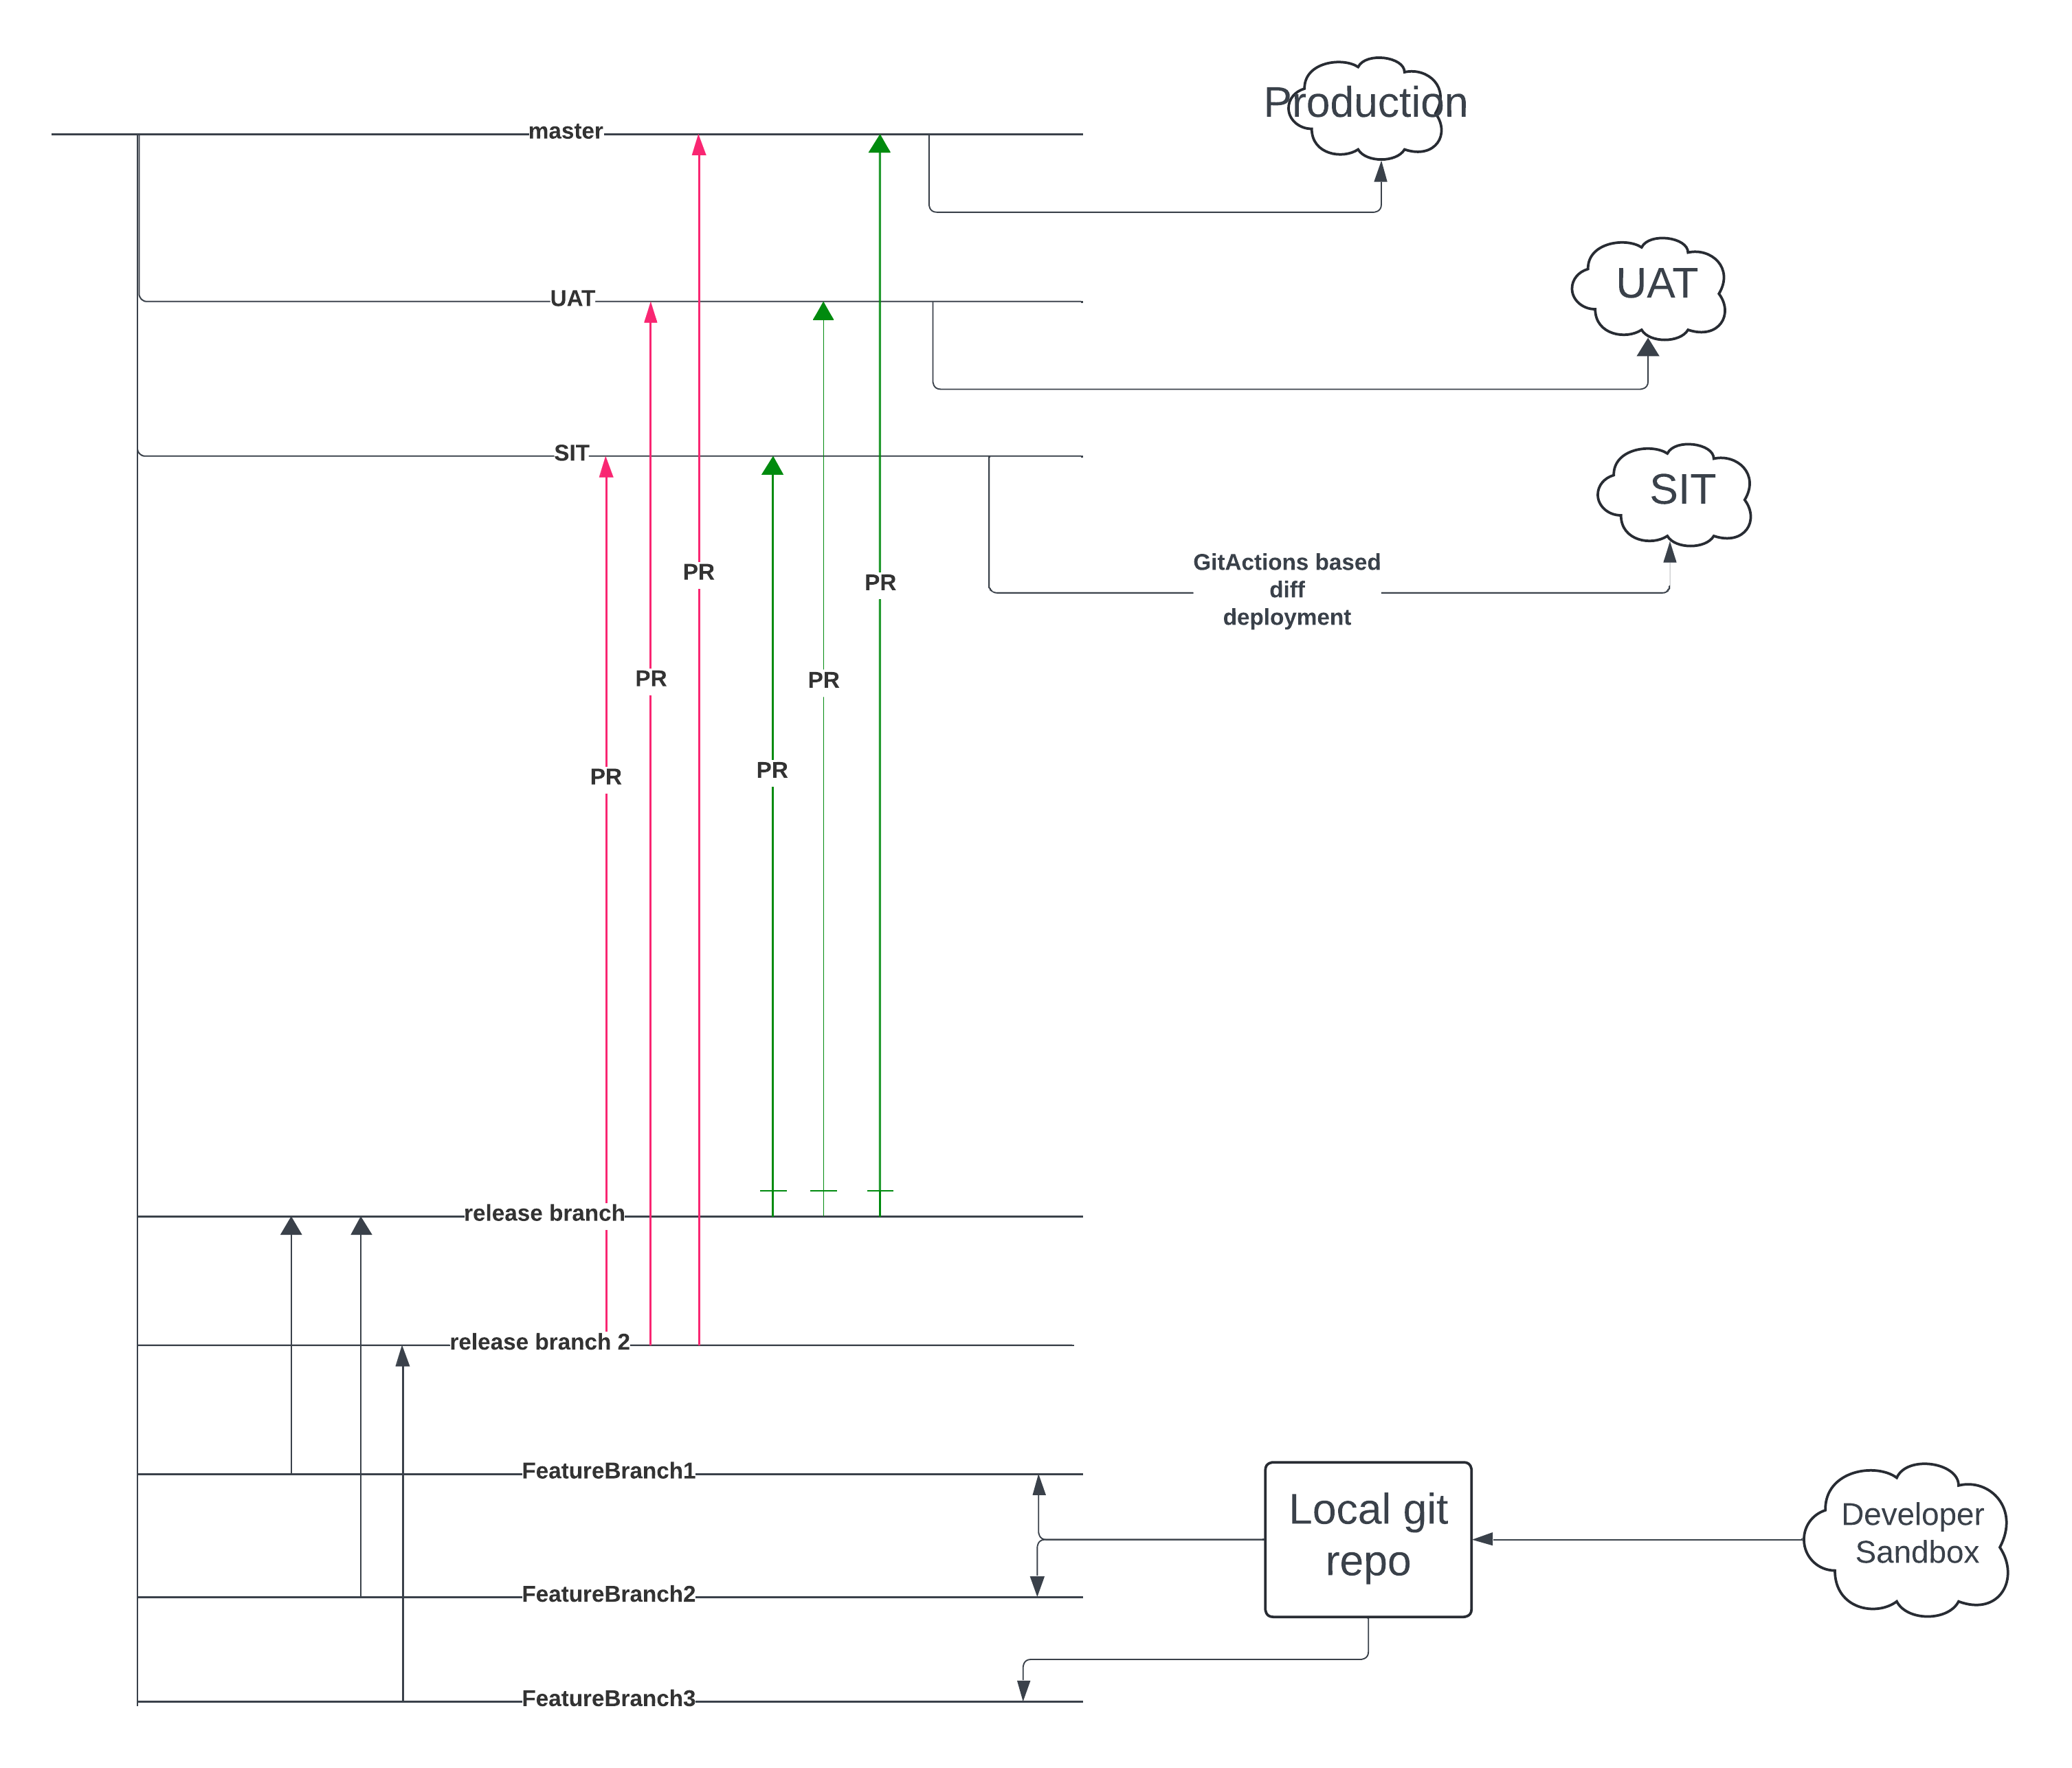 Production
master
UAT
UAT
SIT
SIT
GitActions based
diff
deployment
PR
PR
PR
PR
PR
PR
release branch
release branch 2
FeatureBranch1
Local git
repo
Developer
Sandbox
FeatureBranch2
FeatureBranch3